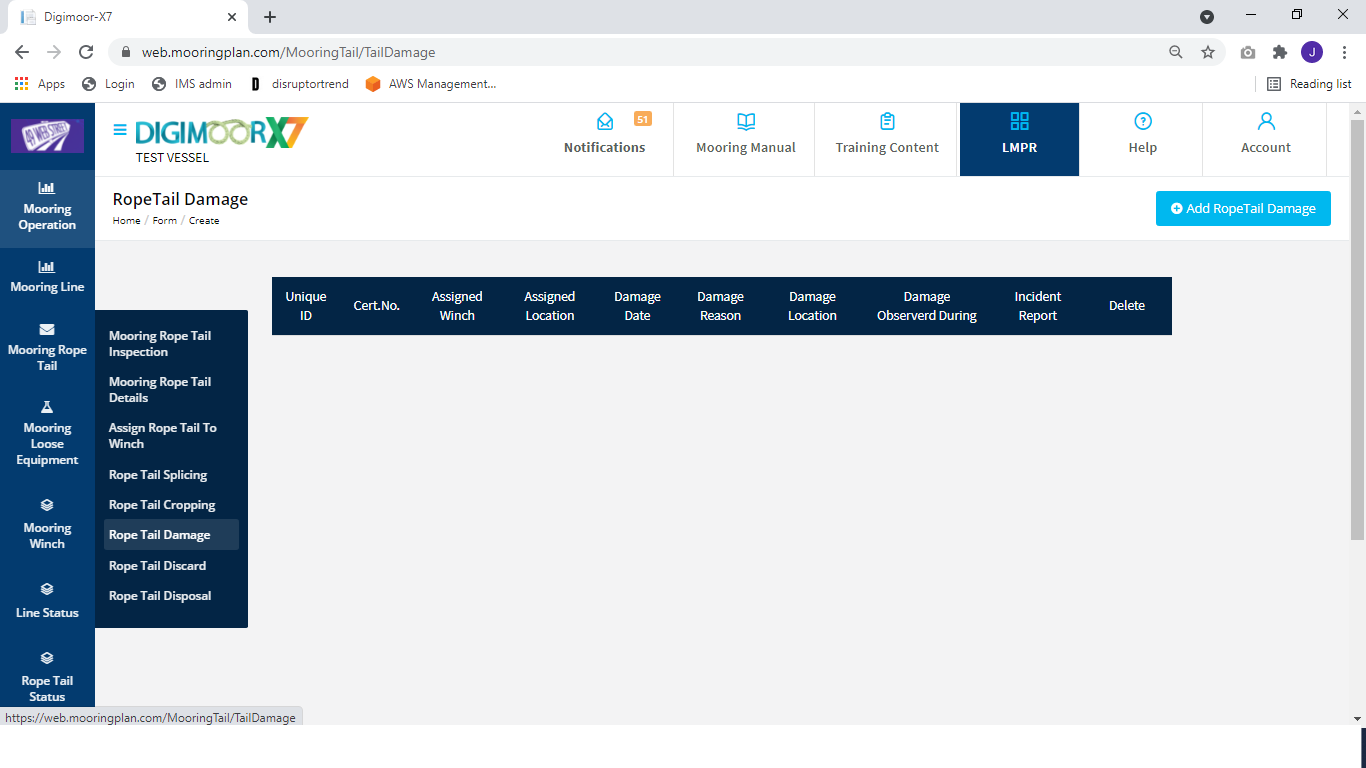 Digimoor-X7
web.mooringplan.com/MooringTail/TailDamage
J
Apps
Login
IMS admin
D
disruptortrend
AWS Management...
Reading list
49 WEB STREET
DIGIMOORX7
TEST VESSEL
51
Notifications
Mooring Manual
Training Content
LMPR
Help
Account
Mooring
Operation
Mooring Line
Mooring Rope
Tail
Mooring
Loose
Equipment
Mooring
Winch
Line Status
Rope Tail
Status
RopeTail Damage
Home / Form / Create
Add RopeTail Damage
Mooring Rope Tail
Inspection
Mooring Rope Tail
Details
Assign Rope Tail To
Winch
Rope Tail Splicing
Rope Tail Cropping
Rope Tail Damage
Rope Tail Discard
Rope Tail Disposal
Unique
ID
Cert.No.
Assigned
Winch
Assigned
Location
Damage
Date
Damage
Reason
Damage
Location
Damage
Observerd During
Incident
Report
Delete
https://web.mooringplan.com/MooringTail/TailDamage